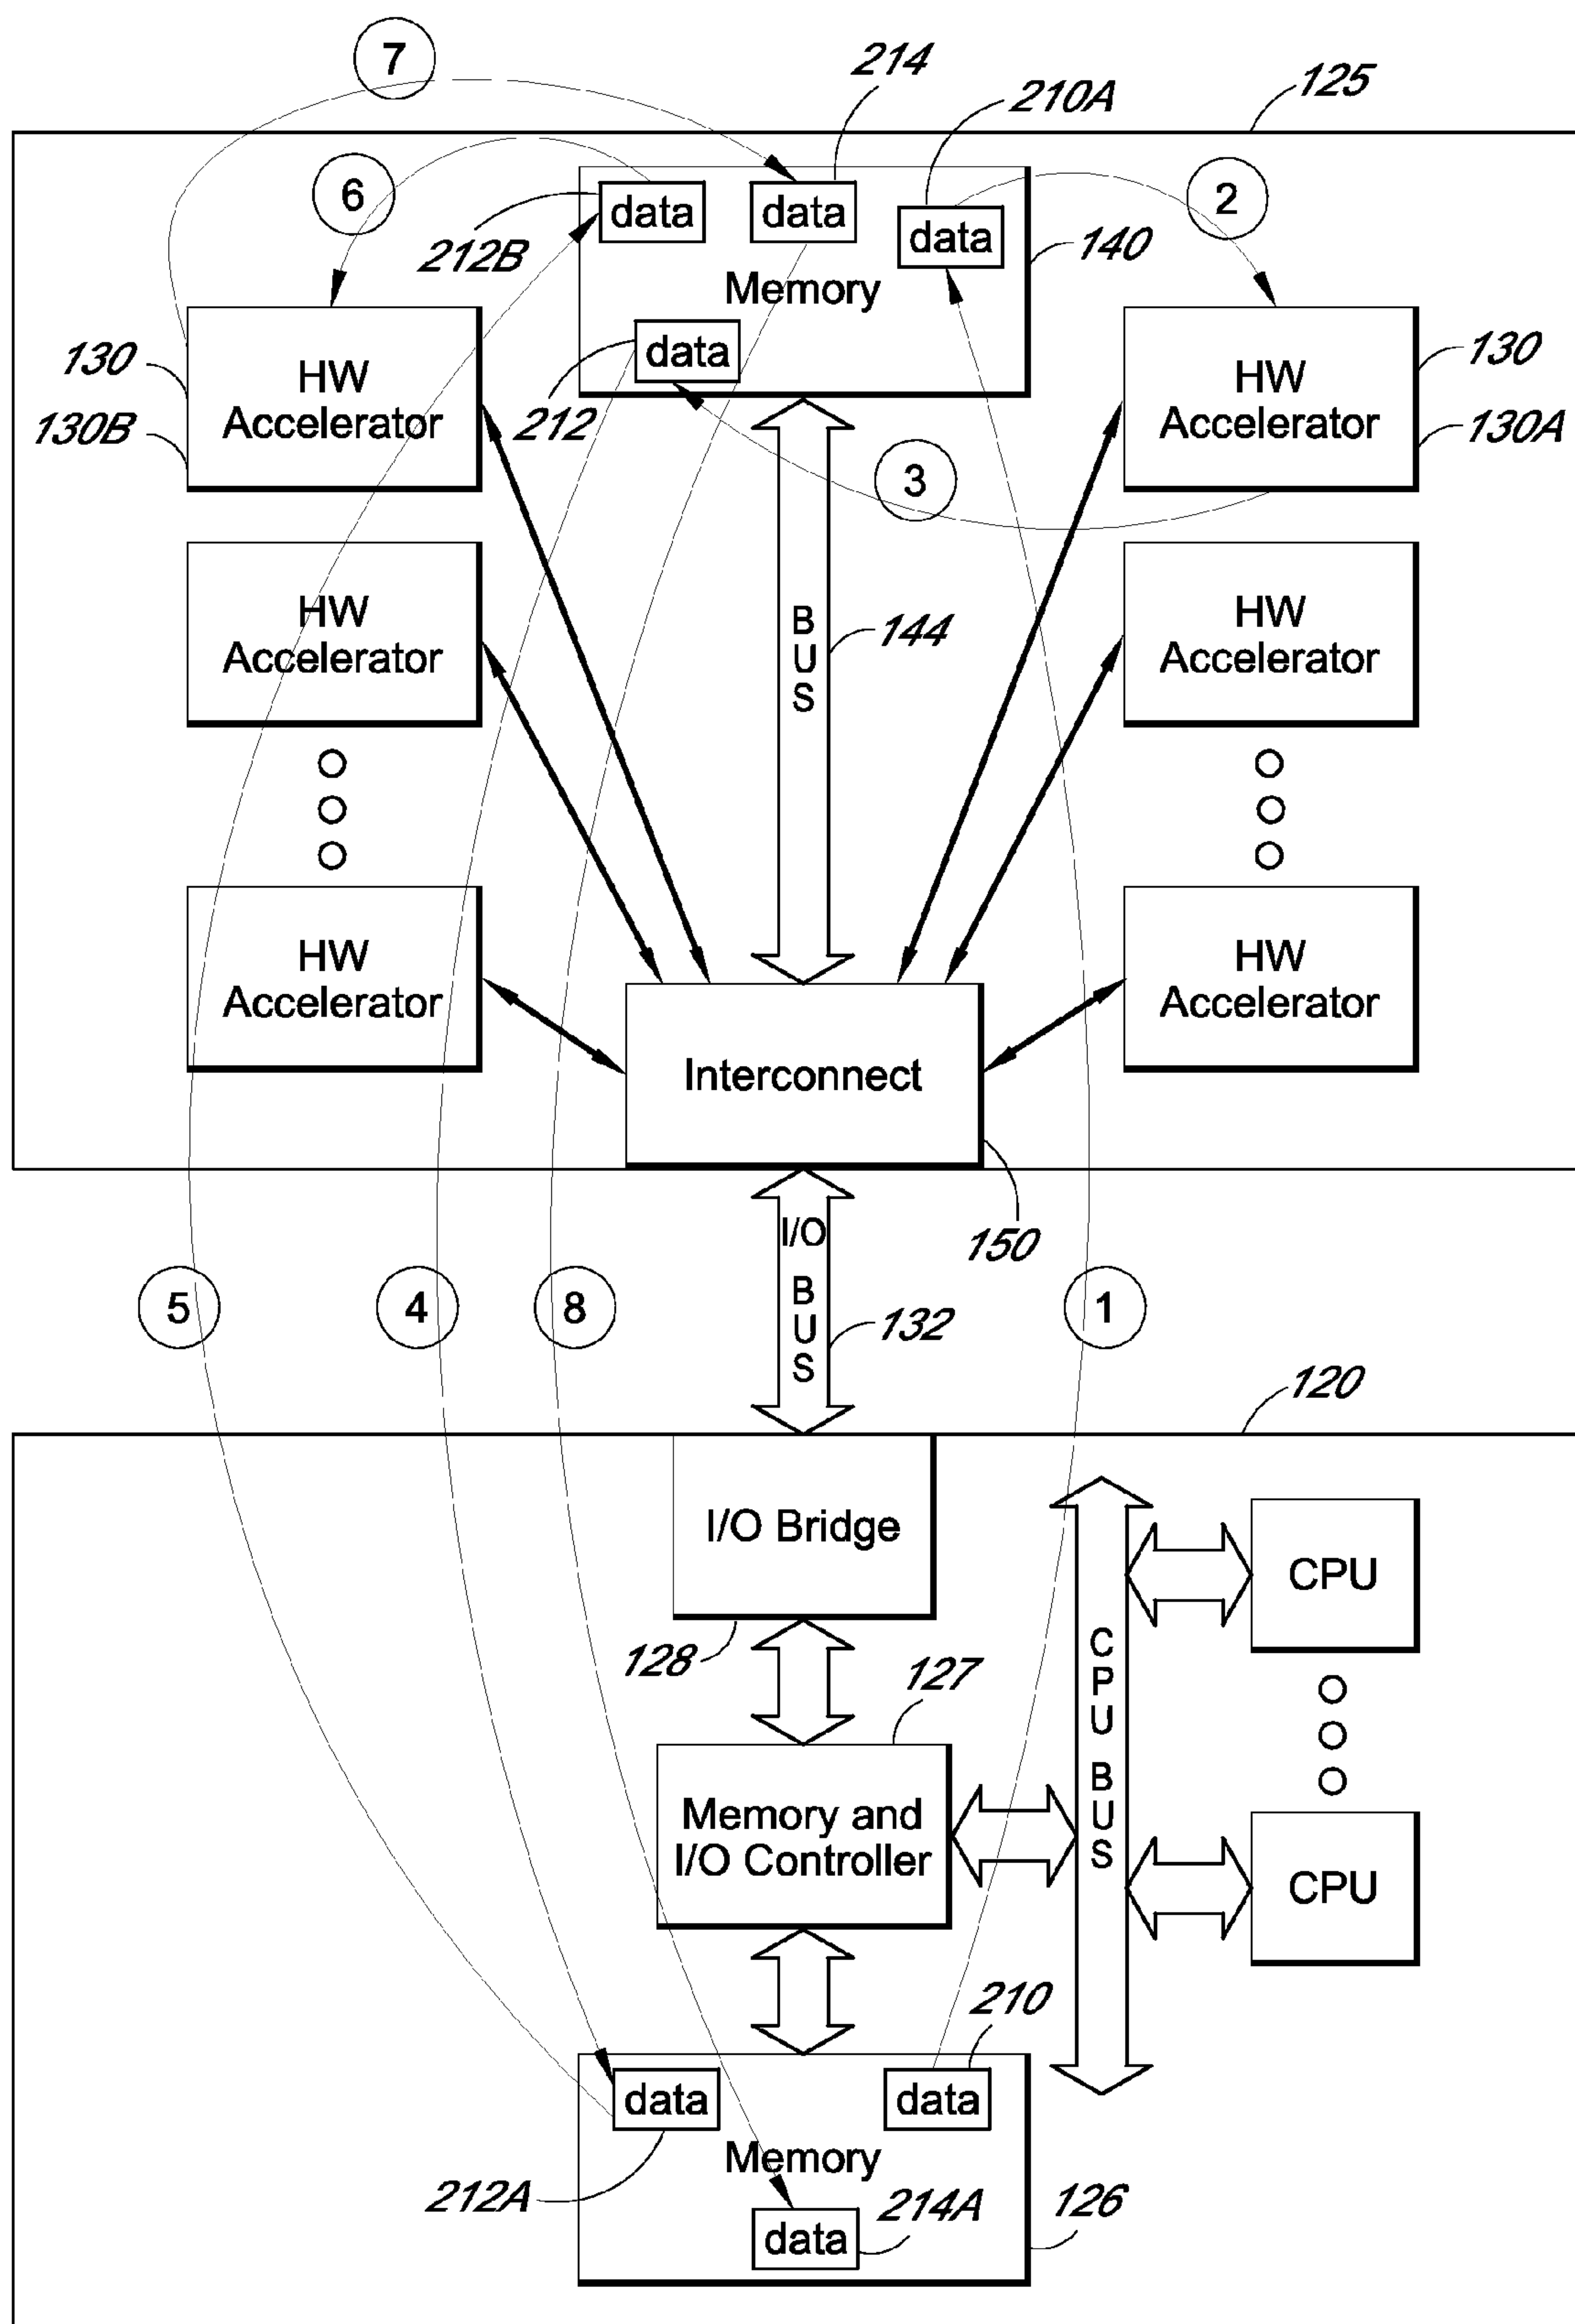 7
214
210A
125
6
data
data
data
2
212B
140
Memory
data
130
HW
Accelerator
130B
212
HW
Accelerator
130
130A
3
HW
Accelerator
B
U
S
144
HW
Accelerator
HW
Accelerator
HW
Accelerator
Interconnect
150
I/O
B
U
S
132
5
4
8
1
120
I/O Bridge
CPU
128
127
C
P
U
B
U
S
Memory and
I/O Controller
CPU
210
data
data
Memory
212A
214A
126
data